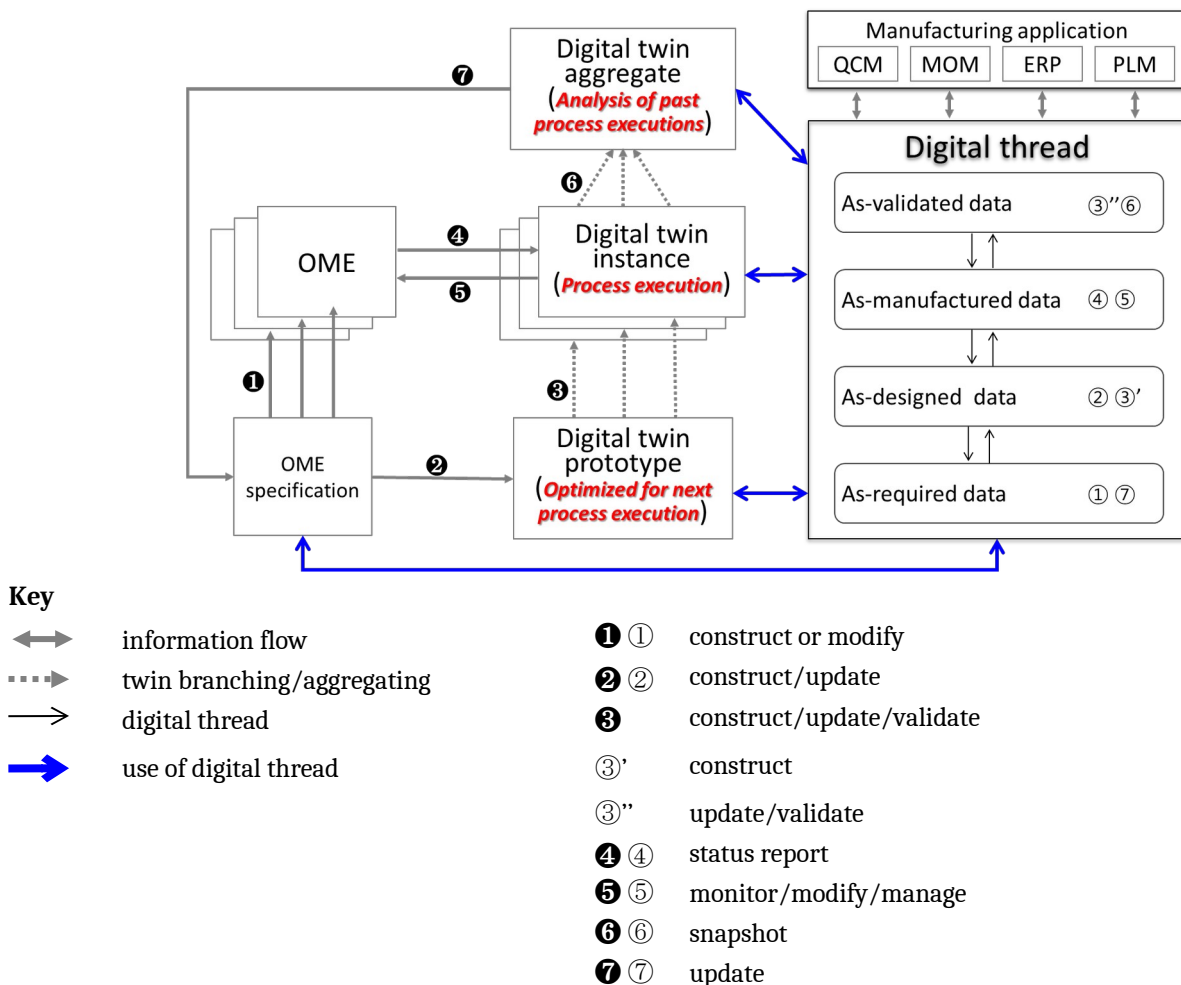 Digital twin
aggregate
(Analysis of past
process executions)
❼
Manufacturing application
QCM MOM ERP PLM
Digital thread
As-validated data ③’’⑥
As-manufactured data ④ ⑤
As-designed data ② ③’
As-required data ① ⑦
❻
OME
❹
❺
Digital twin
instance
(Process execution)
❶
❸
OME
specification
❷
Digital twin
prototype
(Optimized for next
process execution)
Key
information flow
twin branching/aggregating
digital thread
use of digital thread
❶ ① construct or modify
❷ ② construct/update
❸ construct/update/validate
③’ construct
③’’ update/validate
❹ ④ status report
❺ ⑤ monitor/modify/manage
❻ ⑥ snapshot
❼ ⑦ update